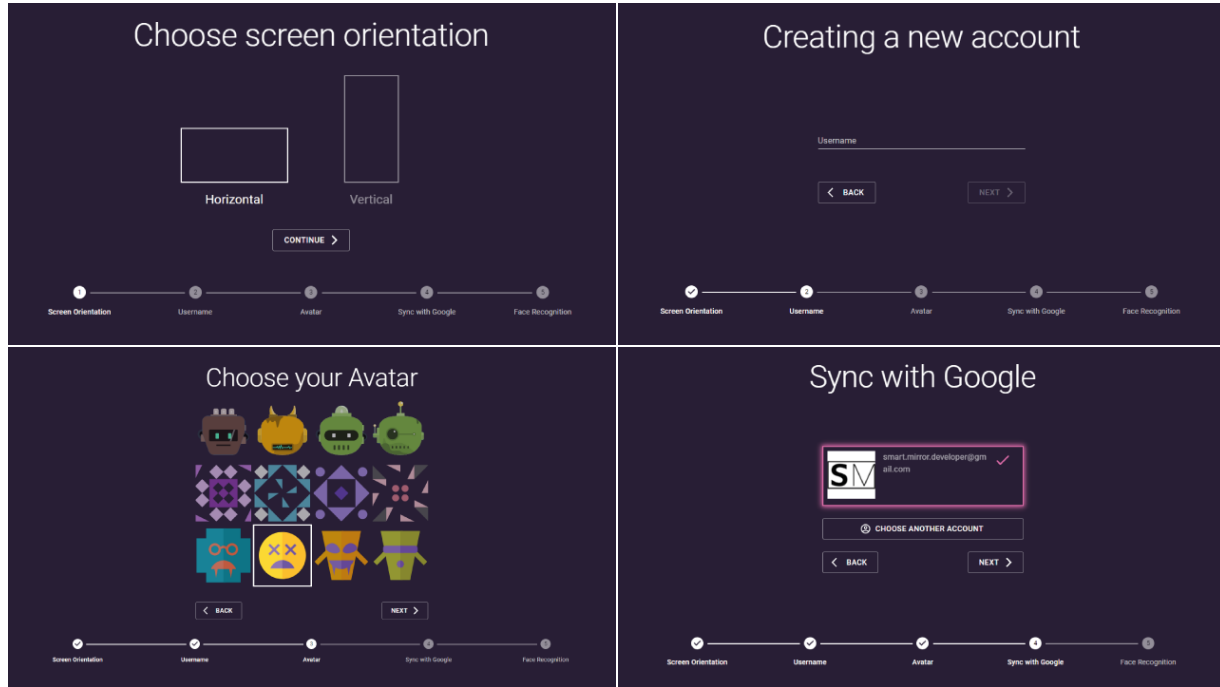 Choose screen orientation
Horizontal
Vertical
CONTINUE
1
2
3
4
5
Screen Orientation
Username
Avatar
Sync with Google
Face Recognition
Creating a new account
Username
BACK
NEXT
2
3
4
5
Screen Orientation
Username
Avatar
Sync with Google
Face Recognition
Choose your Avatar
BACK
NEXT
3
4
5
Screen Orientation
Username
Avatar
Sync with Google
Face Recognition
Sync with Google
SM
smart.mirror.developer@gm
ail.com
CHOOSE ANOTHER ACCOUNT
BACK
NEXT
4
5
Screen Orientation
Username
Avatar
Sync with Google
Face Recognition